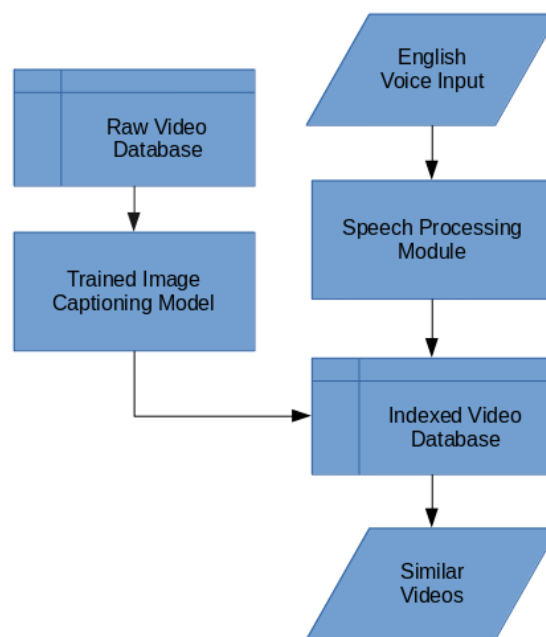 English
Voice Input
Raw Video
Database
Speech Processing
Module
Trained Image
Captioning Model
Indexed Video
Database
Similar
Videos